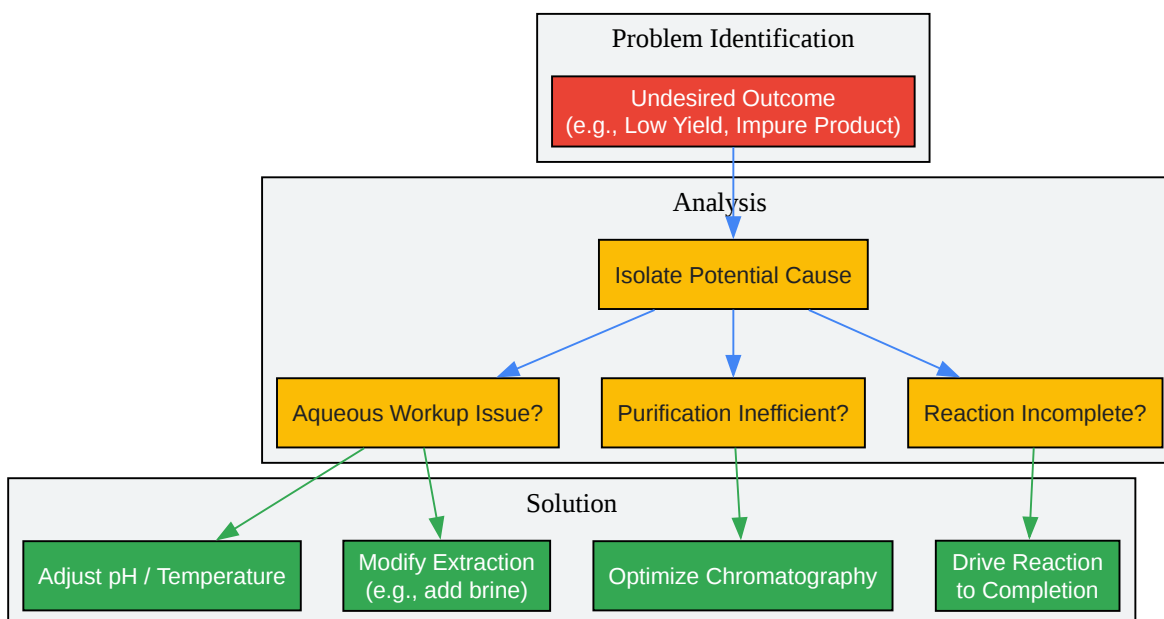 Problem Identification
Undesired Outcome
(e.g., Low Yield, Impure Product)
Analysis
Isolate Potential Cause
Aqueous Workup Issue?
Purification Inefficient?
Reaction Incomplete?
Solution
Adjust pH / Temperature
Modify Extraction
(e.g., add brine)
Optimize Chromatography
Drive Reaction
to Completion